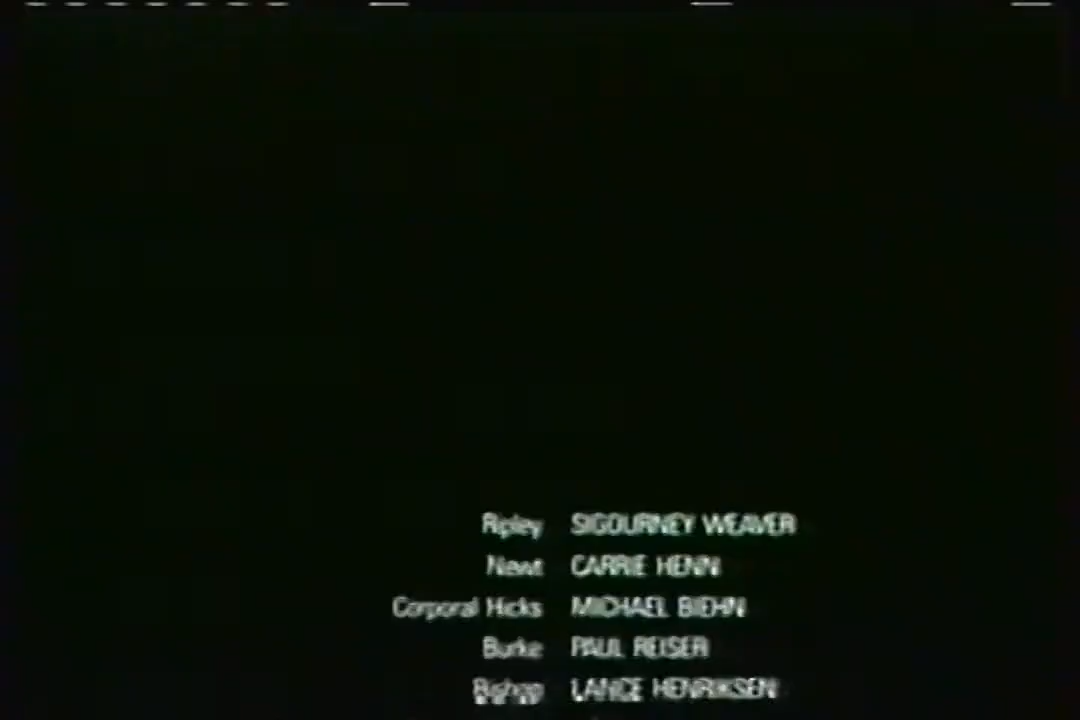 Ripley SIGOURNEY WEAVER
Newt CARRIE HENN
Corporal Hicks MICHAEL BIEHN
Burke PAUL REISER
Bishop LANCE HENRIKSEN